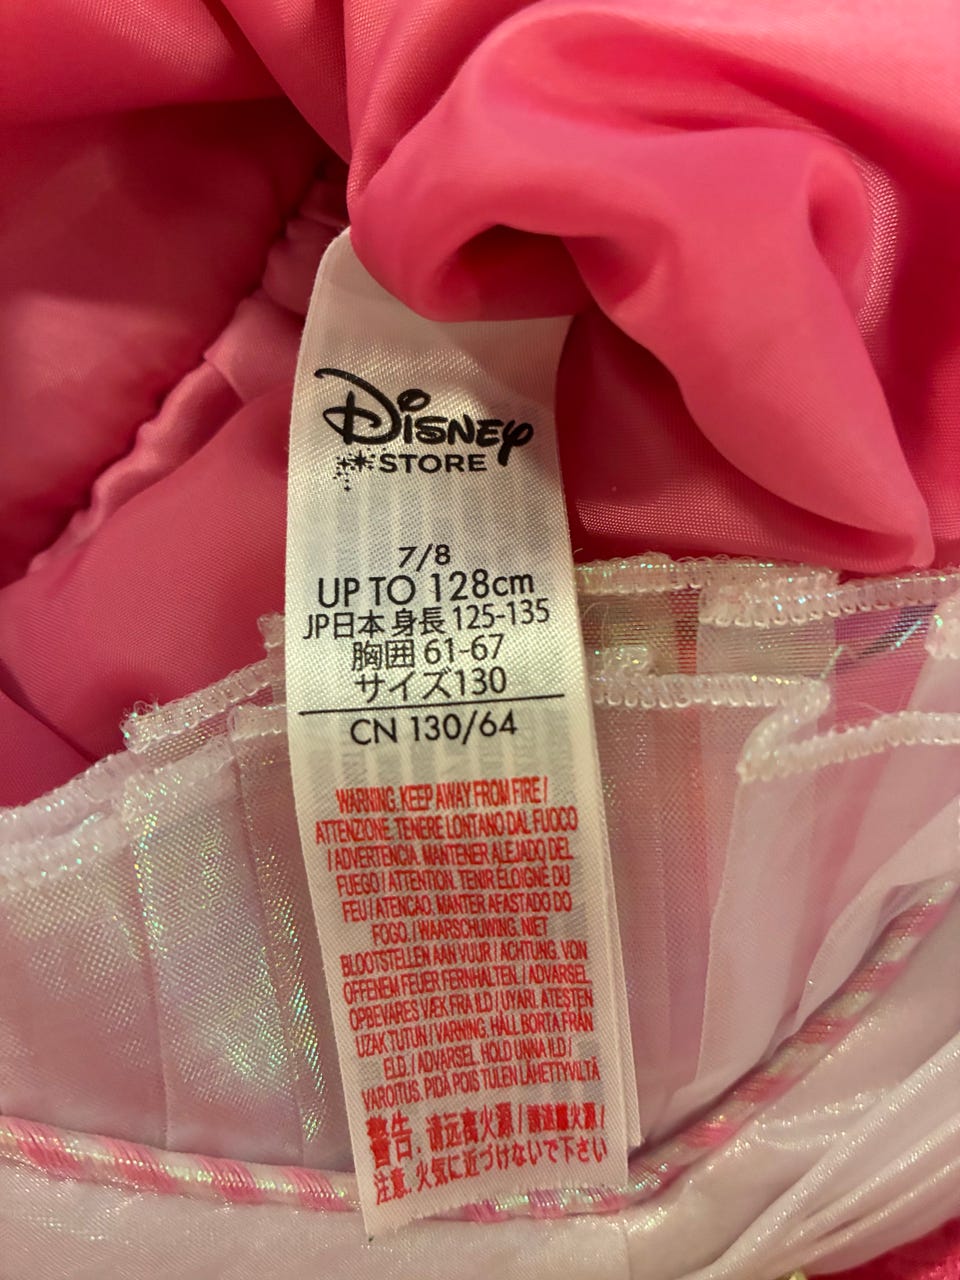 Disney
STORE
7/8
UP TO 128cm
JP日本 身長 125-135
胸囲 61-67
サイズ130
CN 130/64
WARNING. KEEP AWAY FROM FIRE /
ATTENZIONE. TENERE LONTANO DAL FUOCO
/ ADVERTENCIA. MANTENER ALEJADO DEL
FUEGO / ATTENTION. TENIR ÉLOIGNÉ DU
FEU / ATENCAO. MANTER AFASTADO DO
FOGO. / WAARSCHUWING. NIET
BLOOTSTELLEN AAN VUUR / ACHTUNG. VON
OFFENEM FEUER FERNHALTEN. / ADVARSEL
OPBEVARES VÆK FRA ILD / UYARI. ATESTEN
UZAK TUTUN / VARNING. HÅLL BORTA FRÅN
ELD. / ADVARSEL. HOLD UNNA ILD /
VAROITUS. PIDÄ POIS TULEN LÄHETTYVILTÄ
警告. 请远离火源 / 請遠離火源 /
注意. 火気に近づけないで下さい